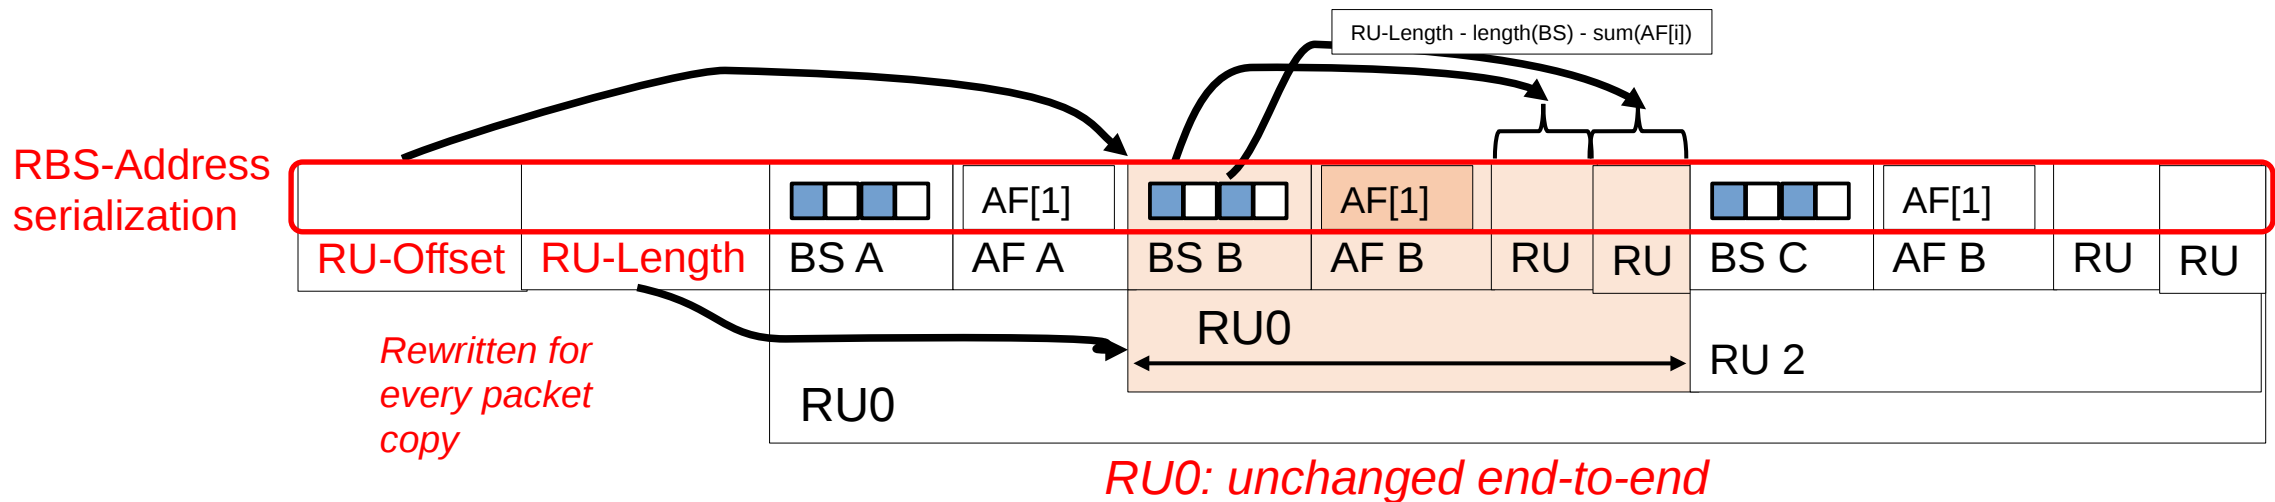 RU-Length - length(BS) - sum(AF[i])
RBS-Address
serialization
AF[1] AF[1] AF[1]
RU-Offset RU-Length BS A AF A BS B AF B RU RU BS C AF B RU RU
RU0
RU 2
Rewritten for
every packet
copy
RU0
RU0: unchanged end-to-end